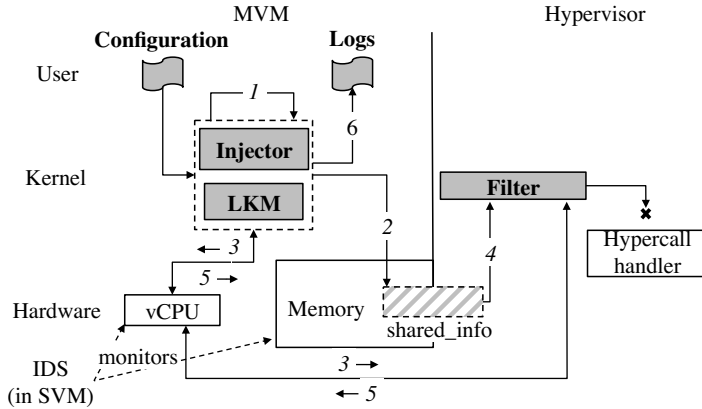 MVM
Hypervisor
Configuration
Logs
User
1
6
Injector
Kernel
LKM
Filter
2
3
4
5
Hypercall
handler
Hardware
vCPU
Memory
shared_info
monitors
IDS
(in SVM)
3
5